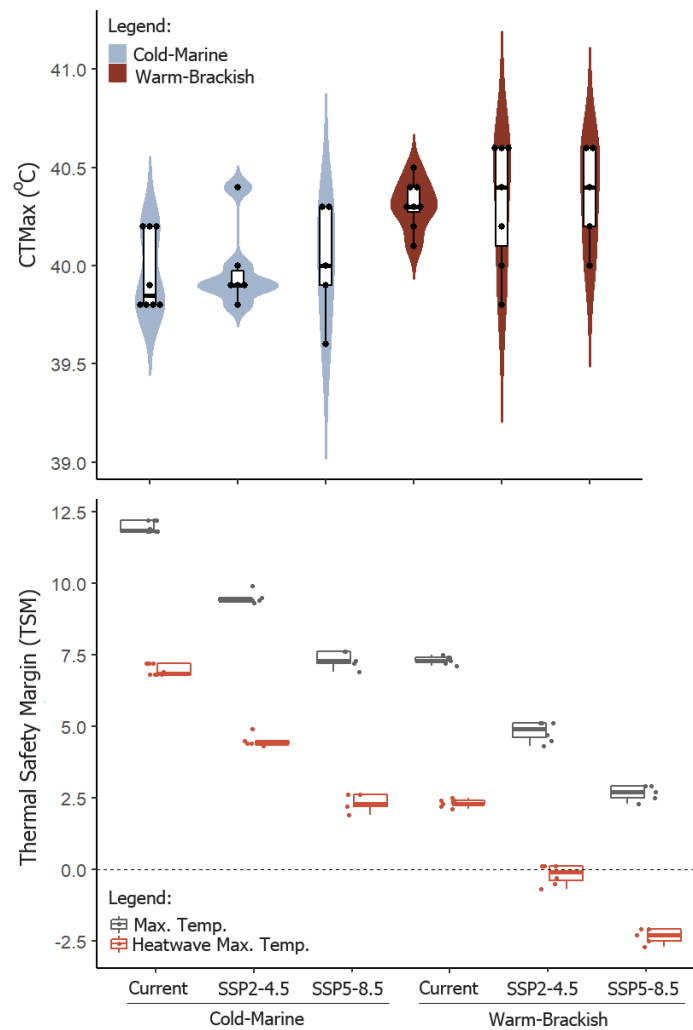 Legend:
Cold-Marine
Warm-Brackish
CTMax (°C)
41.0
40.5
40.0
39.5
39.0
Thermal Safety Margin (TSM)
12.5
10.0
7.5
5.0
2.5
0.0
-2.5
Legend:
Max. Temp.
Heatwave Max. Temp.
Current SSP2-4.5 SSP5-8.5 Current SSP2-4.5 SSP5-8.5
Cold-Marine Warm-Brackish